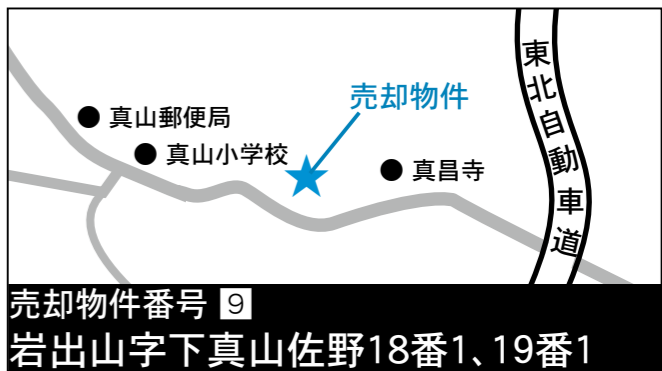 売却物件
真山郵便局
真山小学校
真昌寺
東北自動車道
売却物件番号 9
岩出山字下真山佐野18番1、19番1